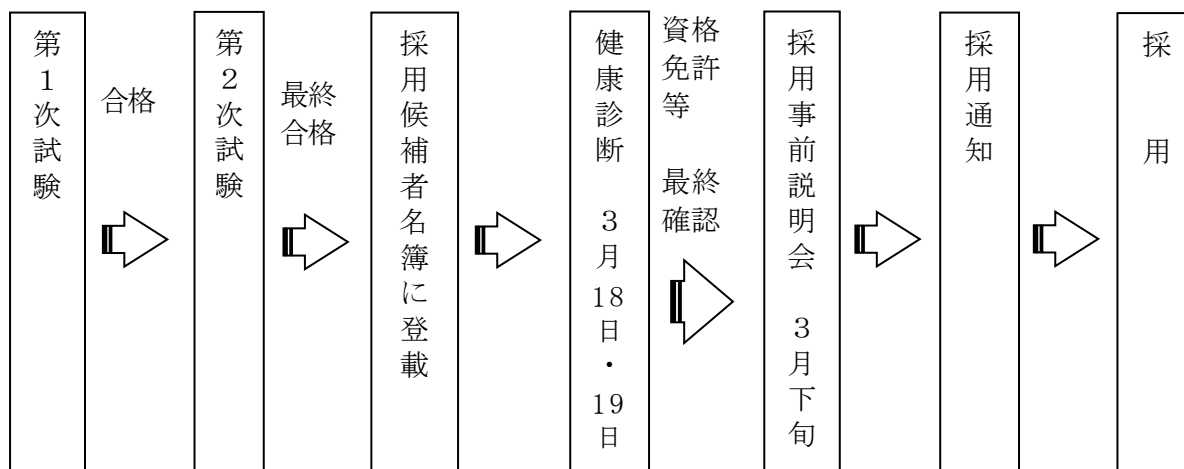 第１次試験
合格
第２次試験
最終
合格
採用候補者名簿に登載
健康診断　３月18日・19日
資格
免許
等
最終
確認
採用事前説明会　３月下旬
採用通知
採　用